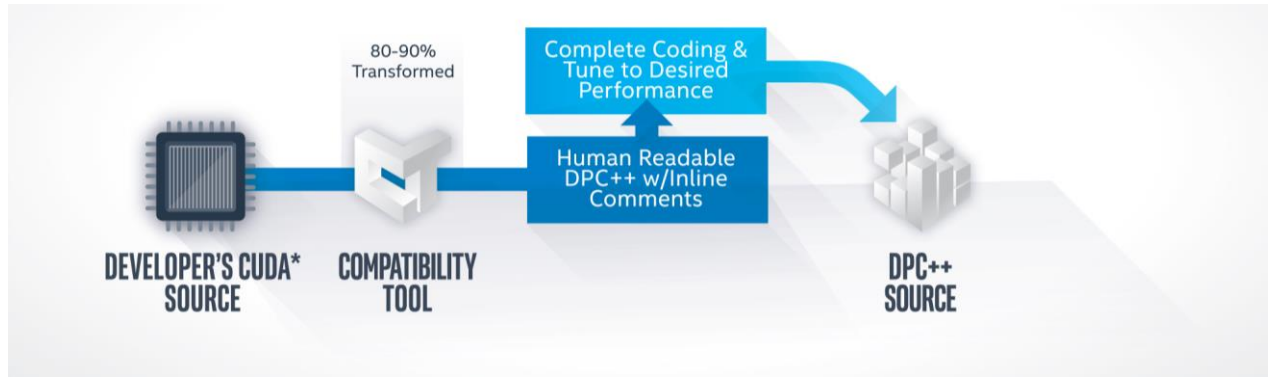 80-90%
Transformed
Complete Coding &
Tune to Desired
Performance
Human Readable
DPC++ w/Inline
Comments
DEVELOPER'S CUDA*
SOURCE
COMPATIBILITY
TOOL
DPC++
SOURCE